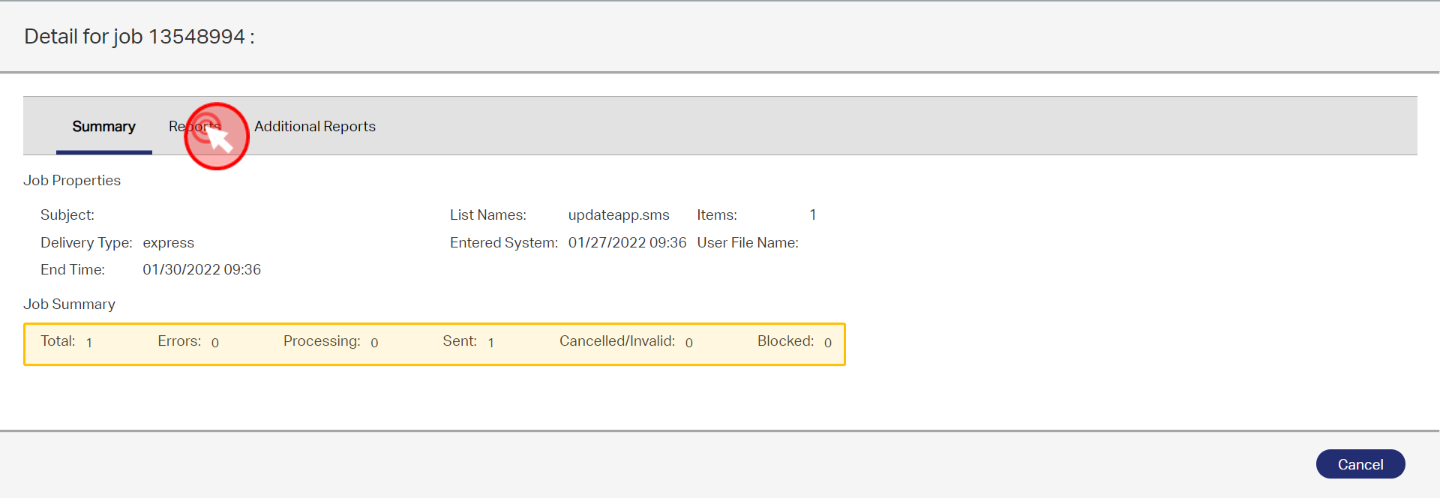 Detail for job 13548994 :
Summary Reports Additional Reports
Job Properties
Subject: List Names: updateapp.sms Items: 1
Delivery Type: express Entered System: 01/27/2022 09:36 User File Name:
End Time: 01/30/2022 09:36
Job Summary
Total: 1 Errors: 0 Processing: 0 Sent: 1 Cancelled/Invalid: 0 Blocked: 0
Cancel